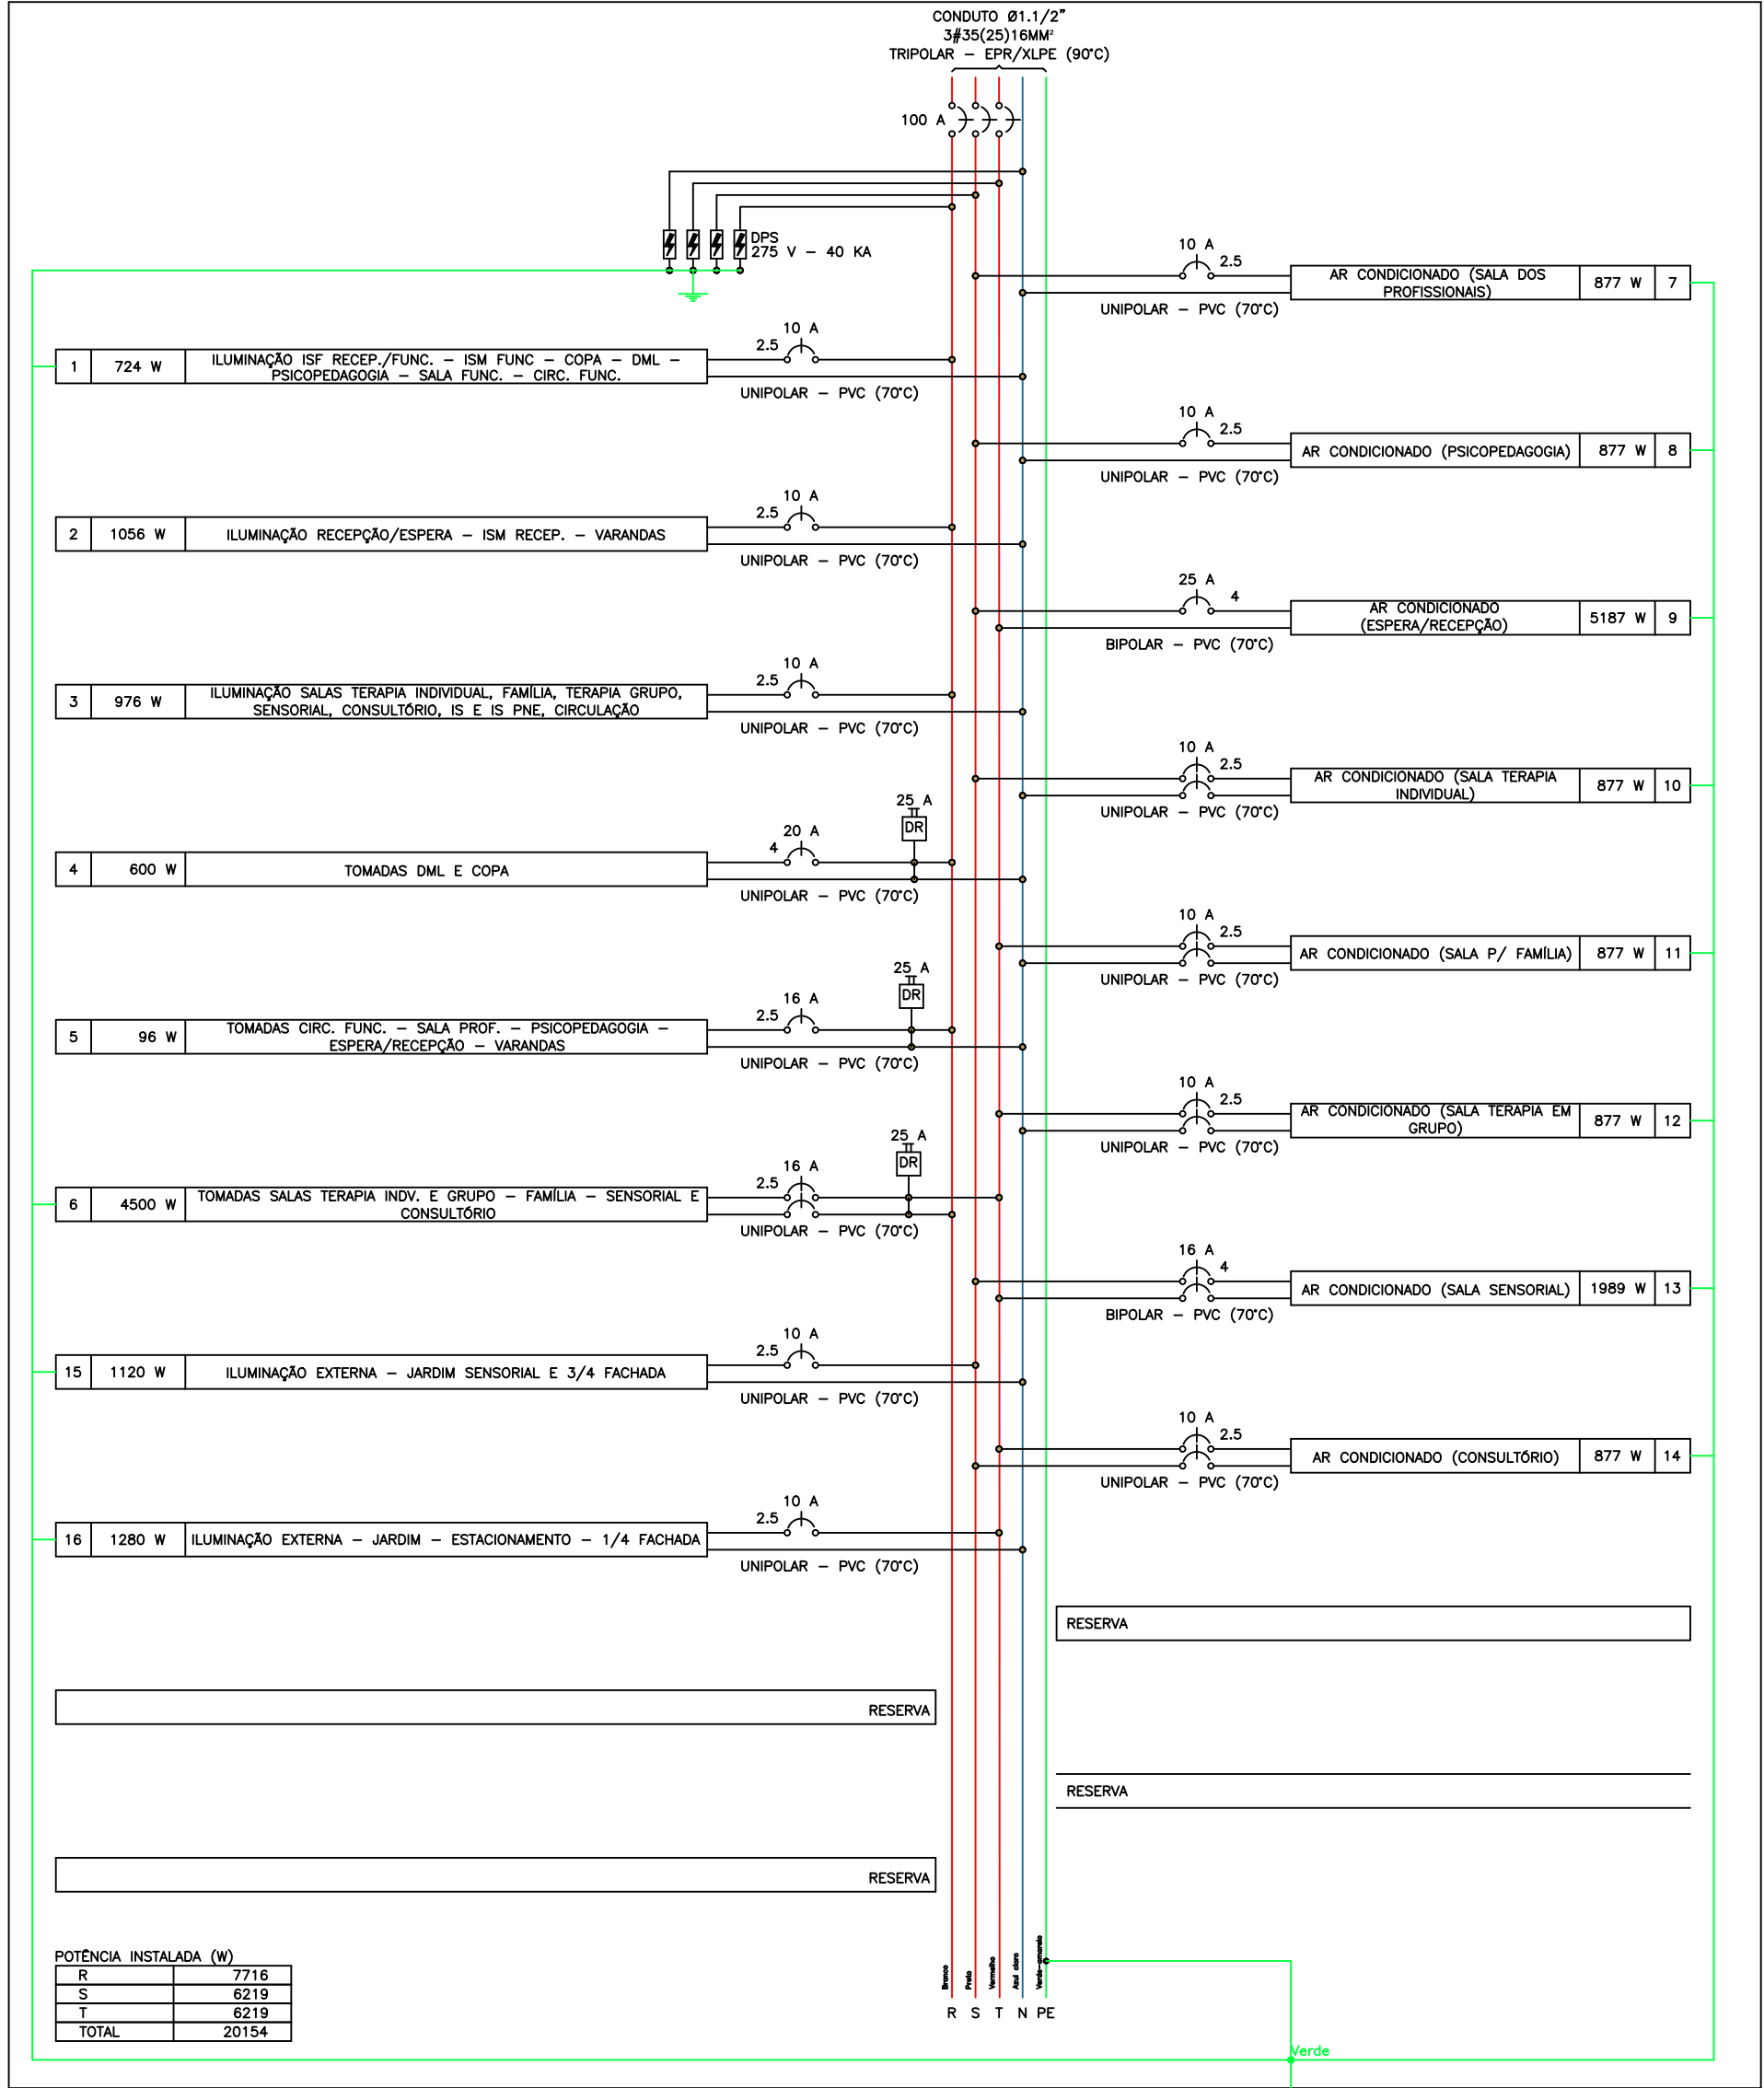 CONDUTO Ø1.1/2"
3#35(25)16MM²
TRIPOLAR – EPR/XLPE (90°C)
100 A
DPS
275 V – 40 KA
10 A
2.5
AR CONDICIONADO (SALA DOS
PROFISSIONAIS)
877 W
7
UNIPOLAR – PVC (70°C)
10 A
2.5
1
724 W
ILUMINAÇÃO ISF RECEP./FUNC. – ISM FUNC – COPA – DML –
PSICOPEDAGOGIA – SALA FUNC. – CIRC. FUNC.
UNIPOLAR – PVC (70°C)
10 A
2.5
AR CONDICIONADO (PSICOPEDAGOGIA)
877 W
8
UNIPOLAR – PVC (70°C)
10 A
2.5
2
1056 W
ILUMINAÇÃO RECEPÇÃO/ESPERA – ISM RECEP. – VARANDAS
UNIPOLAR – PVC (70°C)
25 A
4
AR CONDICIONADO
(ESPERA/RECEPÇÃO)
5187 W
9
BIPOLAR – PVC (70°C)
10 A
2.5
3
976 W
ILUMINAÇÃO SALAS TERAPIA INDIVIDUAL, FAMÍLIA, TERAPIA GRUPO,
SENSORIAL, CONSULTÓRIO, IS E IS PNE, CIRCULAÇÃO
UNIPOLAR – PVC (70°C)
10 A
2.5
AR CONDICIONADO (SALA TERAPIA
INDIVIDUAL)
877 W
10
UNIPOLAR – PVC (70°C)
25 A
DR
20 A
4
4
600 W
TOMADAS DML E COPA
UNIPOLAR – PVC (70°C)
10 A
2.5
AR CONDICIONADO (SALA P/ FAMÍLIA)
877 W
11
UNIPOLAR – PVC (70°C)
25 A
DR
16 A
2.5
5
96 W
TOMADAS CIRC. FUNC. – SALA PROF. – PSICOPEDAGOGIA –
ESPERA/RECEPÇÃO – VARANDAS
UNIPOLAR – PVC (70°C)
10 A
2.5
AR CONDICIONADO (SALA TERAPIA EM
GRUPO)
877 W
12
UNIPOLAR – PVC (70°C)
25 A
DR
16 A
2.5
6
4500 W
TOMADAS SALAS TERAPIA INDV. E GRUPO – FAMÍLIA – SENSORIAL E
CONSULTÓRIO
UNIPOLAR – PVC (70°C)
16 A
4
AR CONDICIONADO (SALA SENSORIAL)
1989 W
13
BIPOLAR – PVC (70°C)
10 A
2.5
15
1120 W
ILUMINAÇÃO EXTERNA – JARDIM SENSORIAL E 3/4 FACHADA
UNIPOLAR – PVC (70°C)
10 A
2.5
AR CONDICIONADO (CONSULTÓRIO)
877 W
14
UNIPOLAR – PVC (70°C)
10 A
2.5
16
1280 W
ILUMINAÇÃO EXTERNA – JARDIM – ESTACIONAMENTO – 1/4 FACHADA
UNIPOLAR – PVC (70°C)
RESERVA
RESERVA
RESERVA
RESERVA
POTÊNCIA INSTALADA (W)
R 7716
S 6219
T 6219
TOTAL 20154
Branco
Preto
Vermelho
Azul claro
Verde-amarelo
R S T N PE
Verde